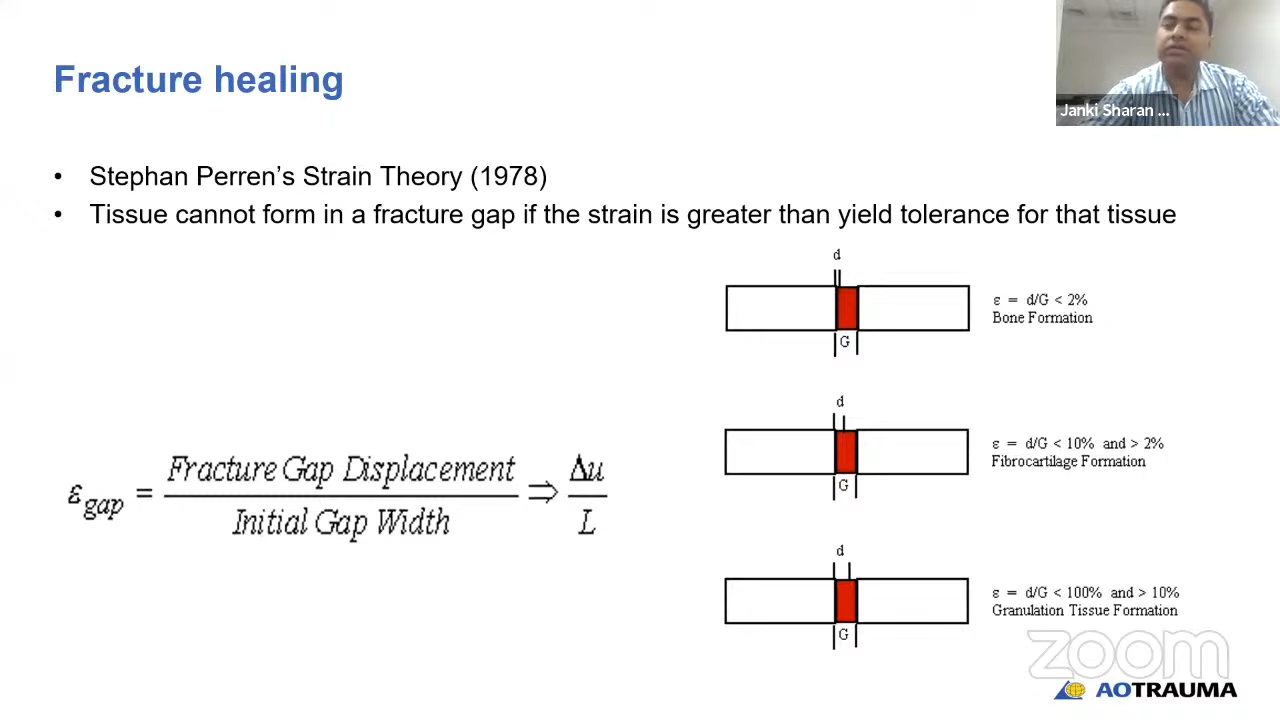 Fracture healing
Janki Sharan ...
• Stephan Perren’s Strain Theory (1978)
• Tissue cannot form in a fracture gap if the strain is greater than yield tolerance for that tissue
d
ε = d/G < 2%
Bone Formation
G
d
ε = d/G < 10% and > 2%
Fibrocartilage Formation
G
εgap = Fracture Gap Displacement / Initial Gap Width ⇒ Δu / L
d
ε = d/G < 100% and > 10%
Granulation Tissue Formation
G
zoom
AOTRAUMA